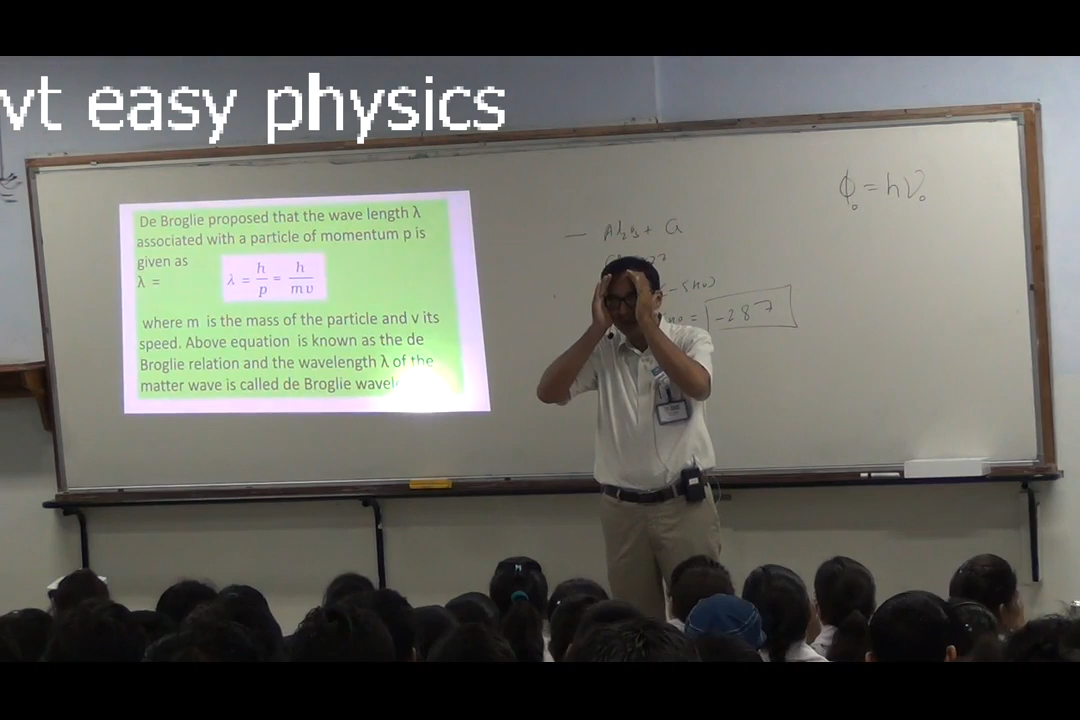 vt easy physics
De Broglie proposed that the wave length λ
associated with a particle of momentum p is
given as
λ =
λ = h/p = h/mυ
where m is the mass of the particle and v its
speed. Above equation is known as the de
Broglie relation and the wavelength λ of the
matter wave is called de Broglie
ϕ₀ = hν₀
-287